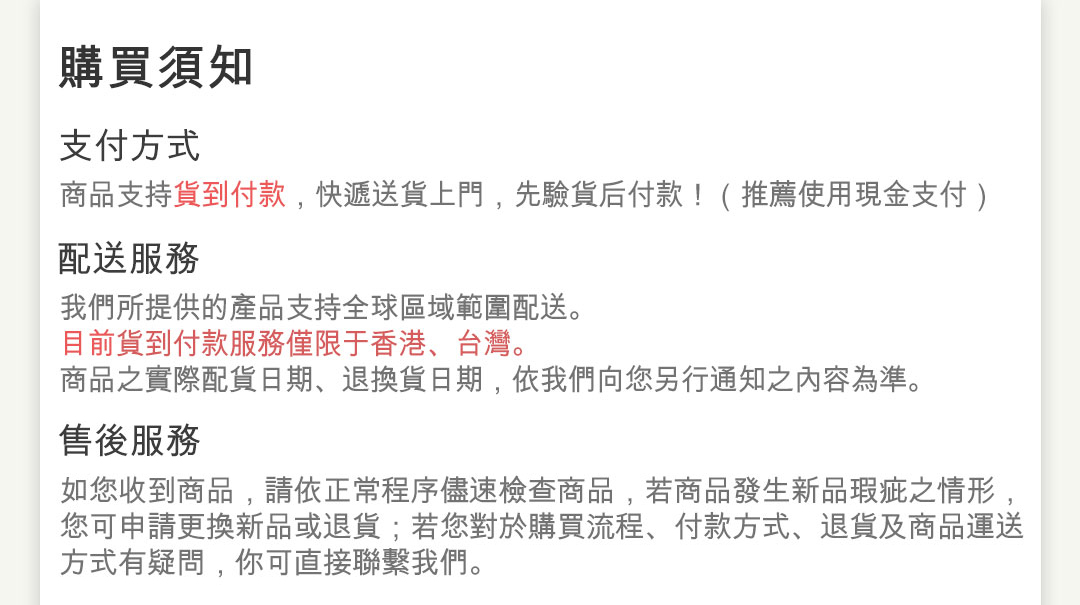 購買須知
支付方式
商品支持貨到付款，快遞送貨上門，先驗貨后付款！（推薦使用現金支付）
配送服務
我們所提供的產品支持全球區域範圍配送。
目前貨到付款服務僅限于香港、台灣。
商品之實際配貨日期、退換貨日期，依我們向您另行通知之內容為準。
售後服務
如您收到商品，請依正常程序儘速檢查商品，若商品發生新品瑕疵之情形，
您可申請更換新品或退貨；若您對於購買流程、付款方式、退貨及商品運送
方式有疑問，你可直接聯繫我們。